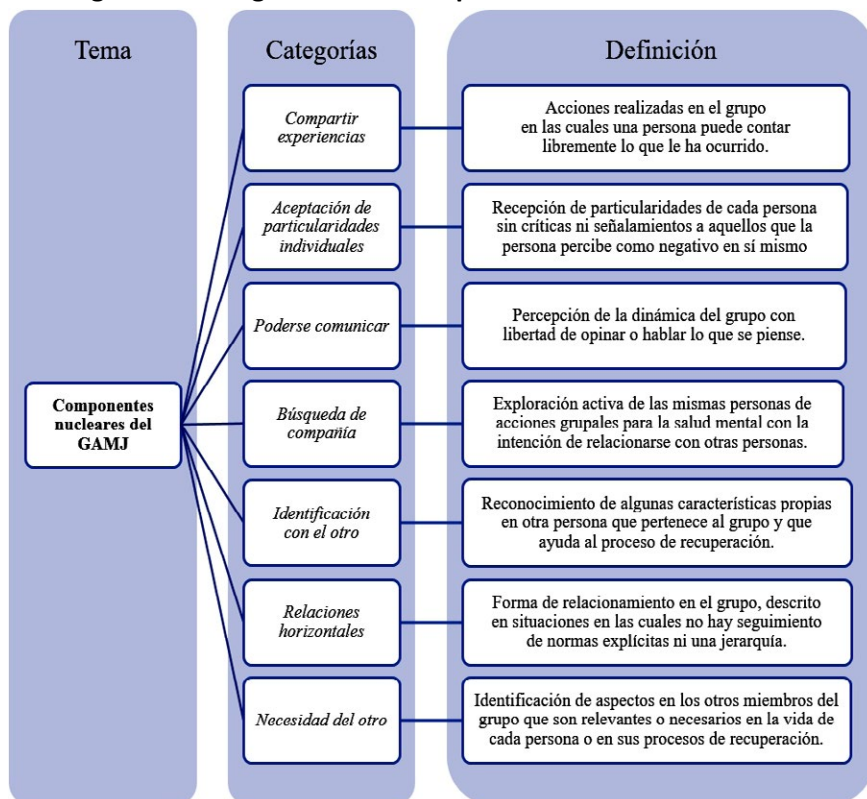 Tema
Categorías
Definición
Compartir
experiencias
Acciones realizadas en el grupo
en las cuales una persona puede contar
libremente lo que le ha ocurrido.
Aceptación de
particularidades
individuales
Recepción de particularidades de cada persona
sin críticas ni señalamientos a aquellos que la
persona percibe como negativo en sí mismo
Poderse comunicar
Percepción de la dinámica del grupo con
libertad de opinar o hablar lo que se piense.
Componentes
nucleares del
GAMJ
Búsqueda de
compañía
Exploración activa de las mismas personas de
acciones grupales para la salud mental con la
intención de relacionarse con otras personas.
Identificación
con el otro
Reconocimiento de algunas características propias
en otra persona que pertenece al grupo y que
ayuda al proceso de recuperación.
Relaciones
horizontales
Forma de relacionamiento en el grupo, descrito
en situaciones en las cuales no hay seguimiento
de normas explícitas ni una jerarquía.
Necesidad del otro
Identificación de aspectos en los otros miembros del
grupo que son relevantes o necesarios en la vida de
cada persona o en sus procesos de recuperación.